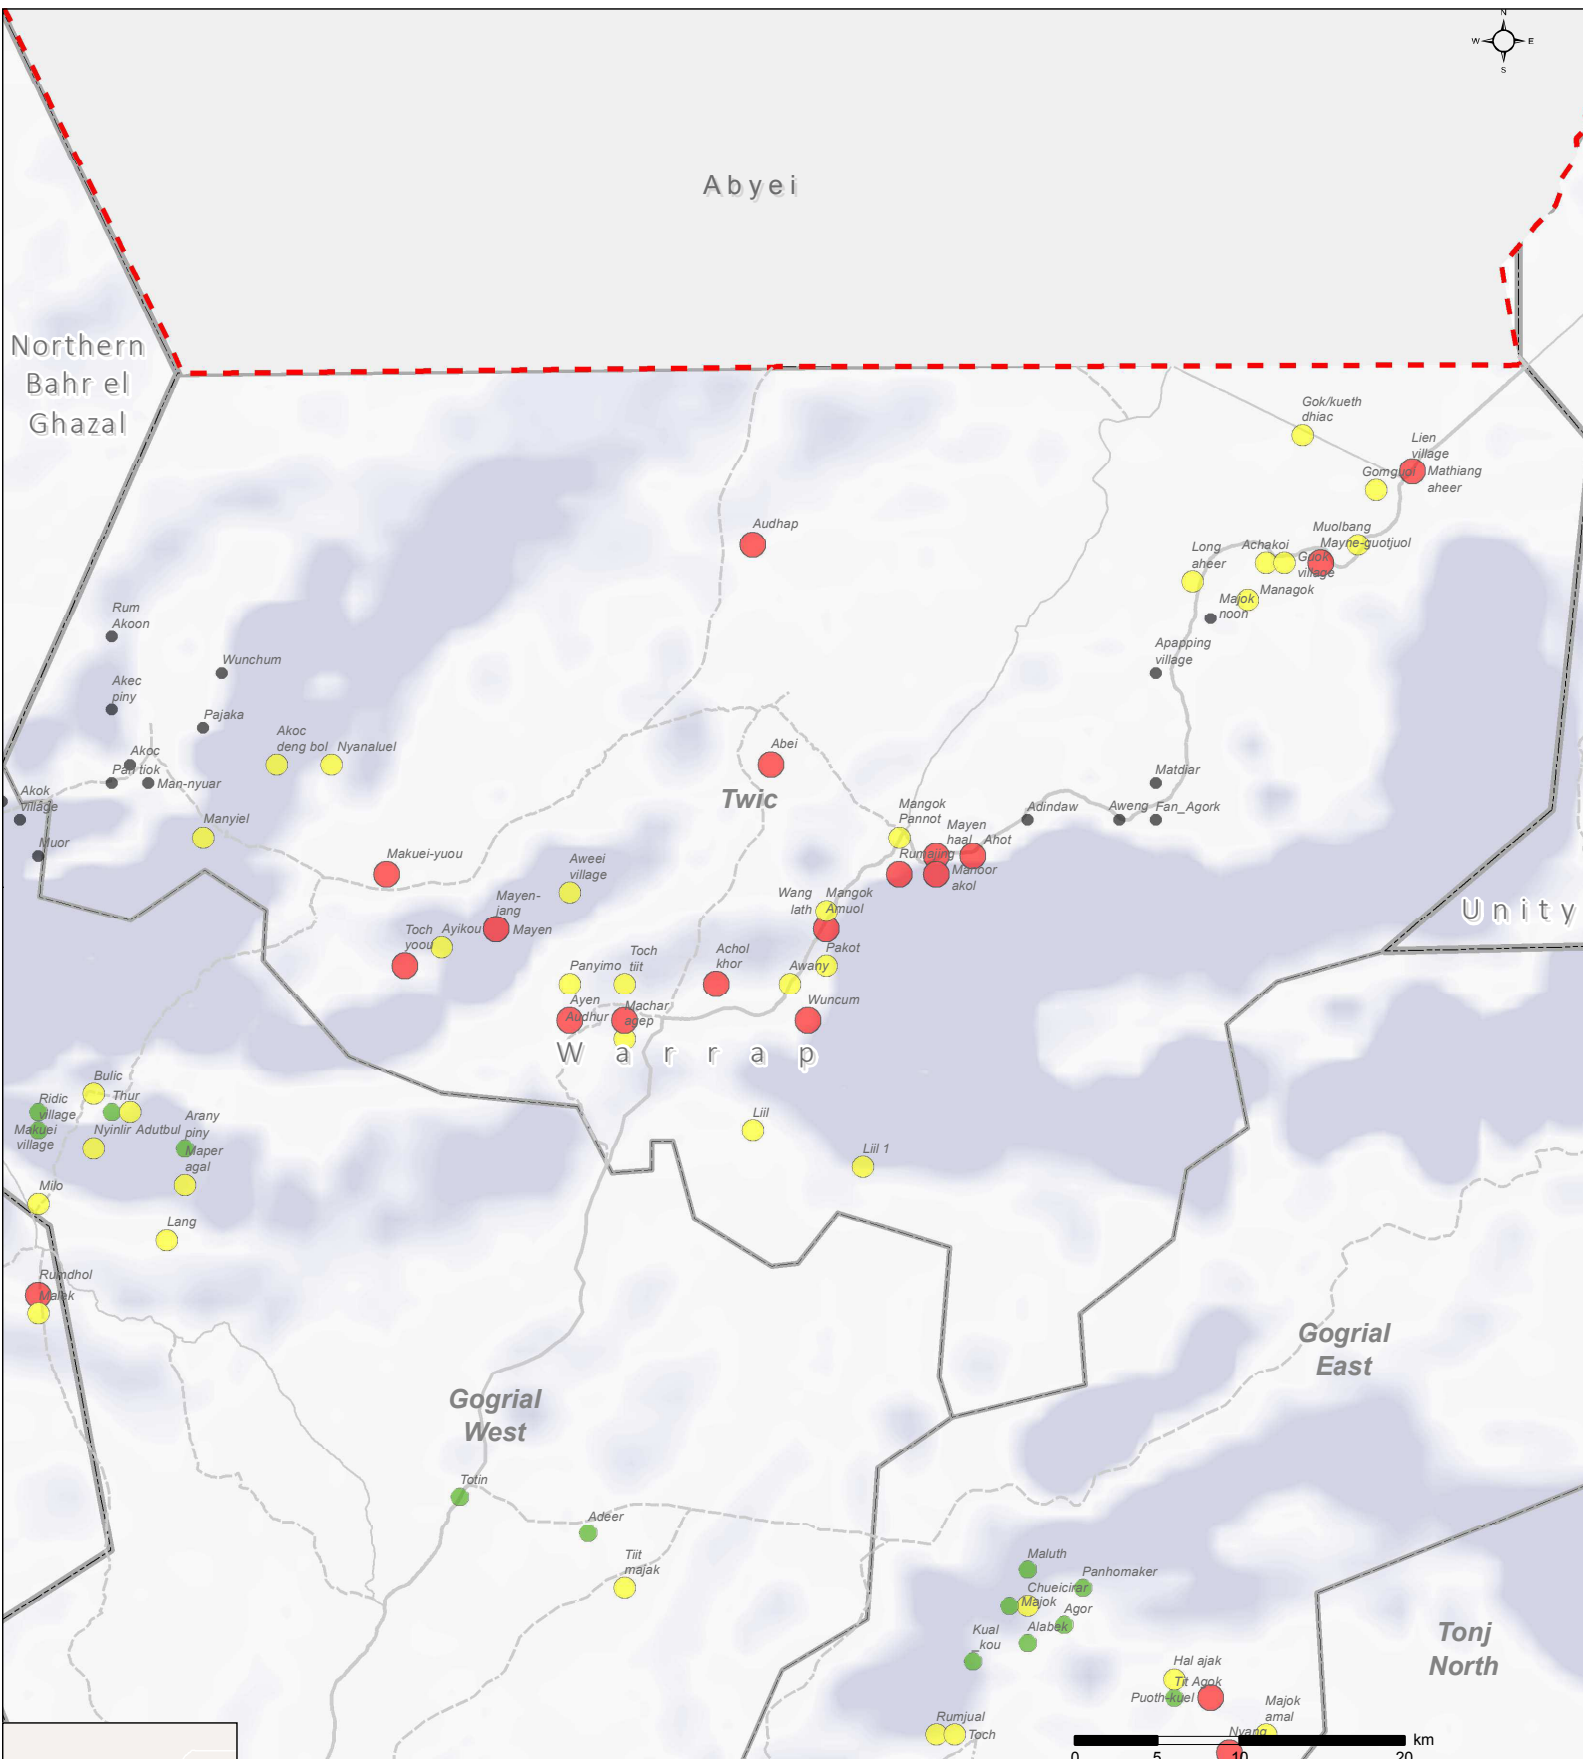 N
W
E
S
Abyei
Northern
Bahr el
Ghazal
Gok/kueth
dhiac
Lien
village
Gomguol
Mathiang
aheer
Audhap
Muolbang
Mayne-guotjuol
Long
aheer
Achakoi
Guok
village
Managok
Majok
noon
Rum
Akoon
Apapping
village
Wunchum
Akec
piny
Pajaka
Akoc
deng bol
Nyanaluel
Akoc
Abei
Pan tiok
Man-nyuar
Matdiar
Akok
village
Twic
Manyiel
Mangok
Pannot
Adindaw
Aweng
Fan_Agork
Muor
Mayen
haal
Ahot
Makuei-yuou
Aweei
village
Rumajing
Manoor
akol
Mayen-
jang
Mayen
Wang
lath
Mangok
Amuol
Unity
Toch
yoou
Ayikou
Pakot
Panyimo
Toch
tiit
Achol
khor
Awany
Ayen
Audhur
Machar
agep
Wuncum
Warrap
Bulic
Ridic
village
Thur
Liil
Makuei
village
Nyinlir
Adutbul
Arany
piny
Maper
agal
Liil 1
Milo
Lang
Rumdhol
Malek
Gogrial
East
Gogrial
West
Totin
Adeer
Tiit
majak
Maluth
Panhomaker
Chueicirar
Majok
Agor
Kual
_kou
Alabek
Tonj
North
Hal ajak
Tit Agok
Puoth-kuel
Majok
amal
Rumjual
Toch
Nyang
km
0
5
10
20